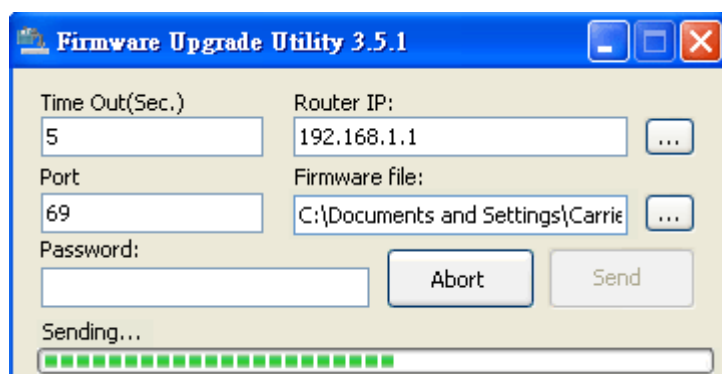 Firmware Upgrade Utility 3.5.1
Time Out(Sec.) Router IP:
5 192.168.1.1 ...
Port Firmware file:
69 C:\Documents and Settings\Carrie ...
Password:
Abort Send
Sending...